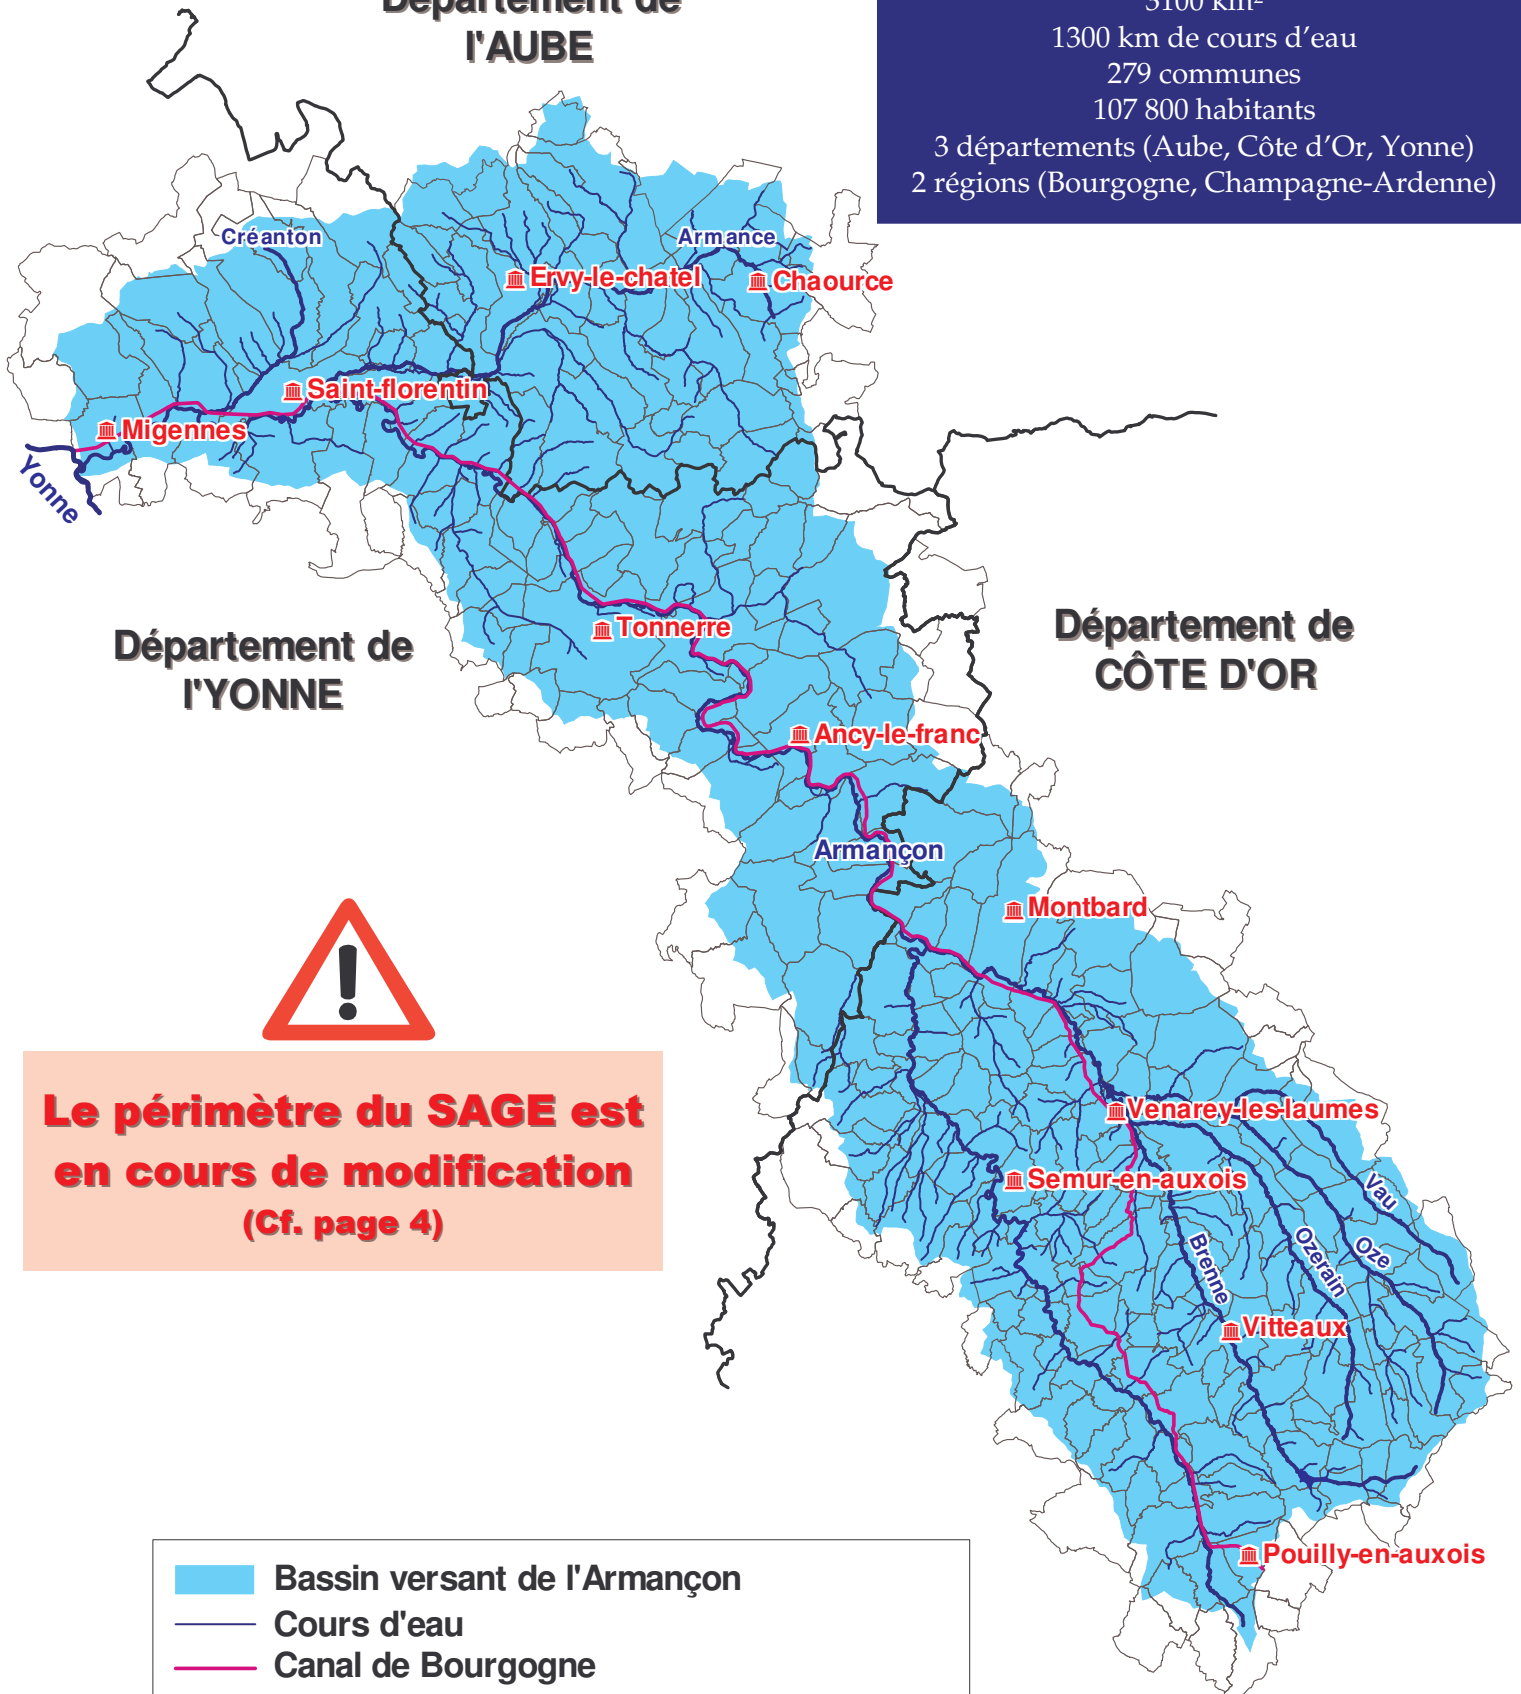 Département de
l'AUBE
3100 km²
1300 km de cours d’eau
279 communes
107 800 habitants
3 départements (Aube, Côte d’Or, Yonne)
2 régions (Bourgogne, Champagne-Ardenne)
Créanton
Armance
Ervy-le-chatel
Chaource
Saint-florentin
Migennes
Yonne
Tonnerre
Département de
l'YONNE
Département de
CÔTE D'OR
Ancy-le-franc
Armançon
Montbard
Le périmètre du SAGE est
en cours de modification
(Cf. page 4)
Venarey-les-laumes
Semur-en-auxois
Vau
Oze
Ozerain
Brenne
Vitteaux
Pouilly-en-auxois
Bassin versant de l'Armançon
Cours d'eau
Canal de Bourgogne